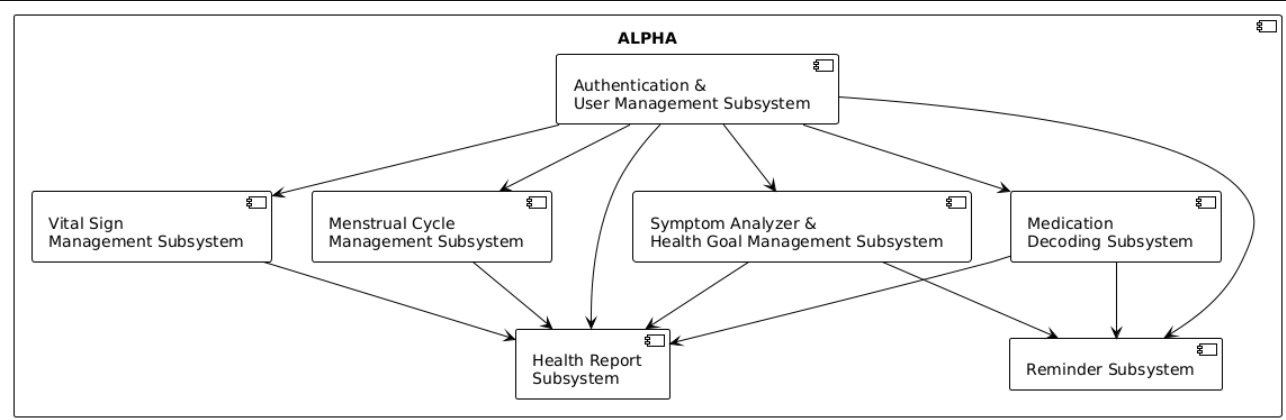 ALPHA
Authentication &
User Management Subsystem
Vital Sign
Management Subsystem
Menstrual Cycle
Management Subsystem
Symptom Analyzer &
Health Goal Management Subsystem
Medication
Decoding Subsystem
Health Report
Subsystem
Reminder Subsystem